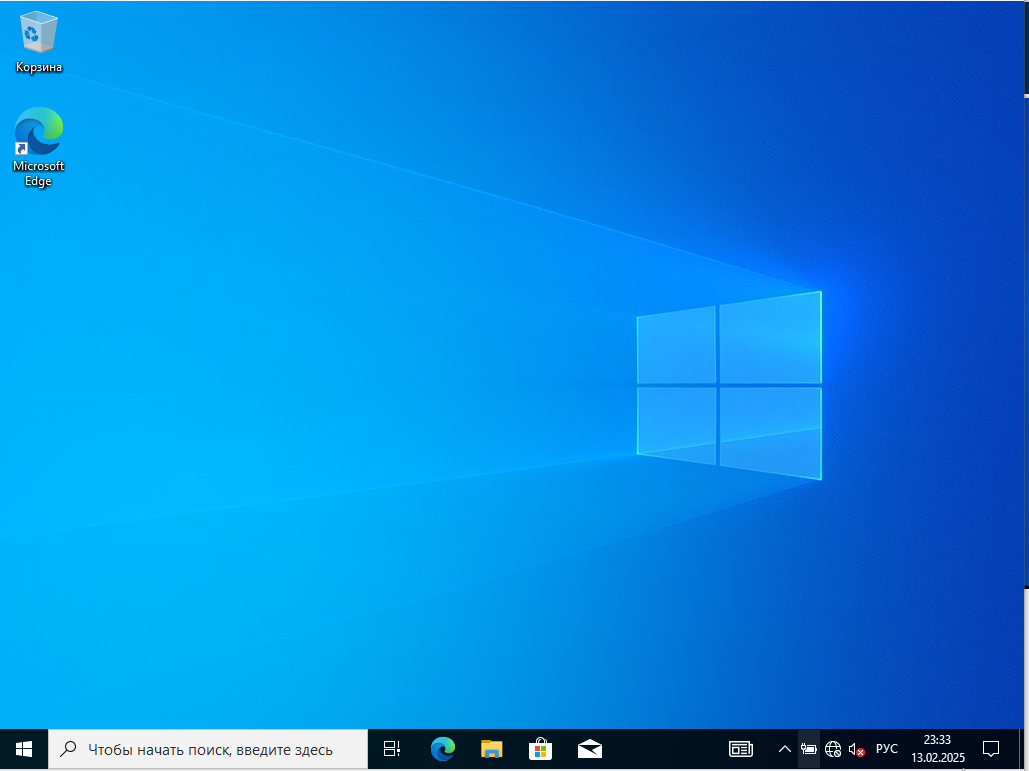 Корзина
Microsoft
Edge
Чтобы начать поиск, введите здесь
РУС
23:33
13.02.2025